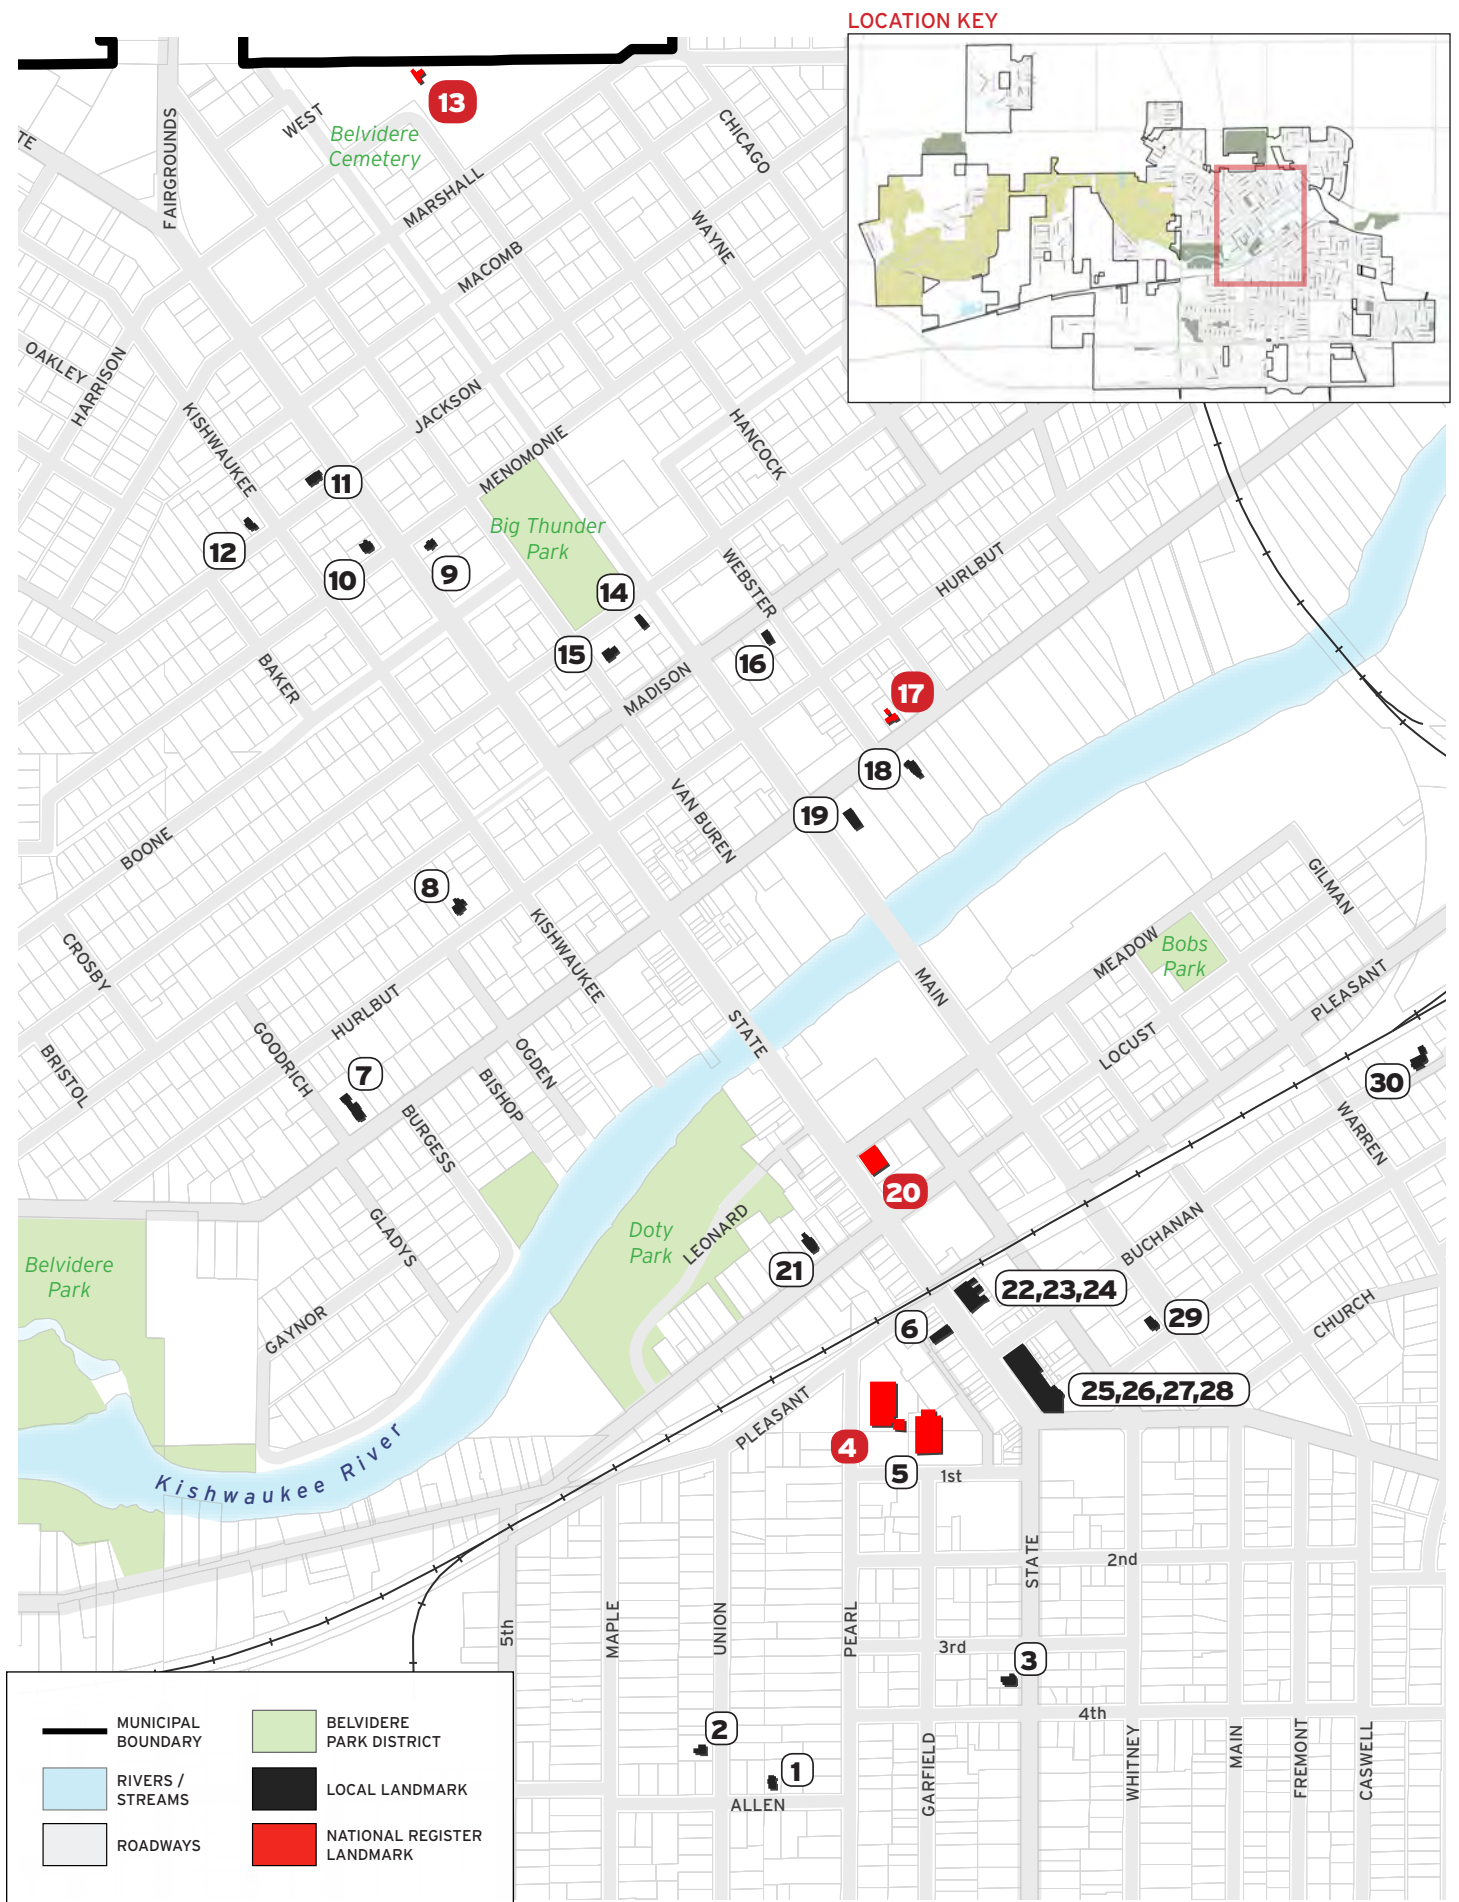 LOCATION KEY
13
TE
FAIRGROUNDS
WEST
Belvidere
Cemetery
CHICAGO
MARSHALL
WAYNE
MACOMB
OAKLEY
HARRISON
JACKSON
KISHWAUKEE
HANCOCK
MENOMONIE
11
Big Thunder
Park
12
10
9
14
WEBSTER
HURLBUT
15
16
BAKER
MADISON
17
18
VAN BUREN
19
BOONE
GILMAN
8
KISHWAUKEE
CROSBY
MEADOW
Bobs
Park
MAIN
PLEASANT
HURLBUT
STATE
GOODRICH
LOCUST
BRISTOL
OGDEN
7
BISHOP
30
BURGESS
WARREN
20
GLADYS
Doty
Park
LEONARD
BUCHANAN
Belvidere
Park
21
22,23,24
GAYNOR
6
29
CHURCH
25,26,27,28
PLEASANT
4
5
1st
Kishwaukee River
STATE
2nd
5th
MAPLE
UNION
PEARL
3rd
3
4th
2
GARFIELD
WHITNEY
MAIN
FREMONT
CASWELL
1
ALLEN
MUNICIPAL
BOUNDARY
RIVERS /
STREAMS
ROADWAYS
BELVIDERE
PARK DISTRICT
LOCAL LANDMARK
NATIONAL REGISTER
LANDMARK